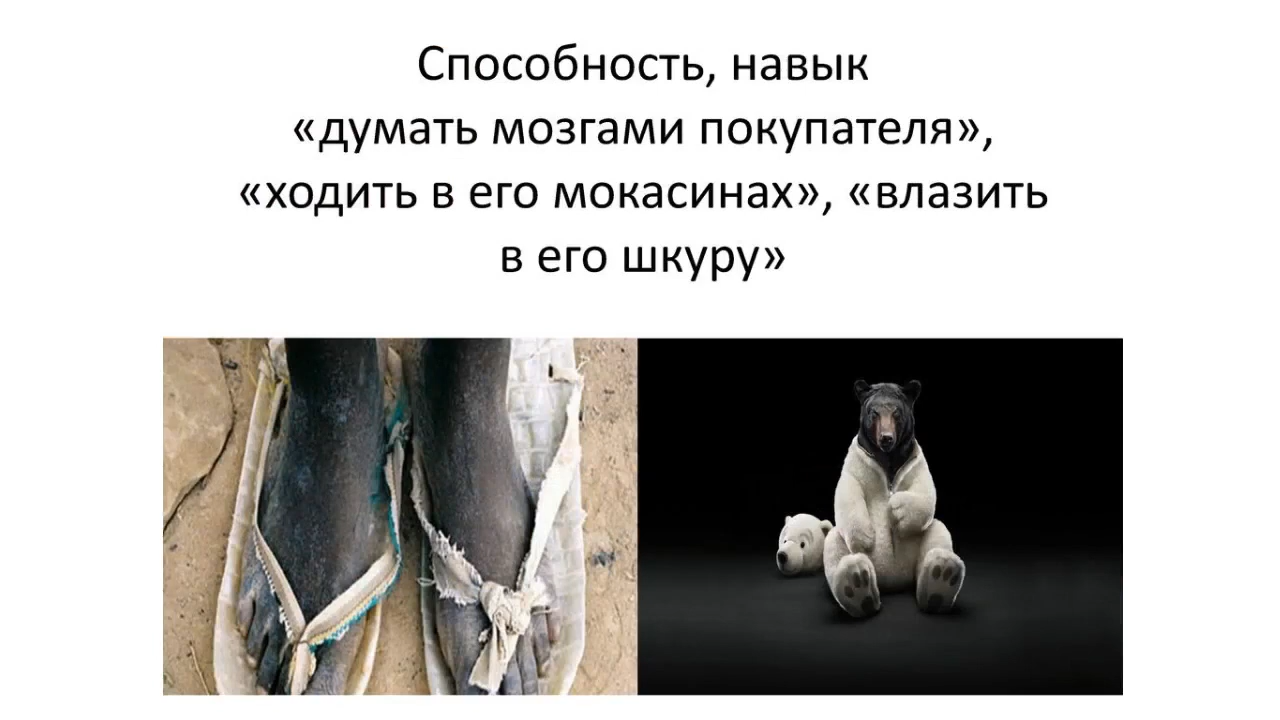 Способность, навык
«думать мозгами покупателя»,
«ходить в его мокасинах», «влазить
в его шкуру»